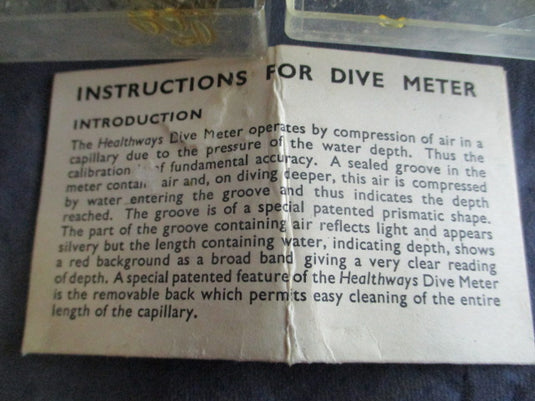 INSTRUCTIONS FOR DIVE METER
INTRODUCTION
The Healthways Dive Meter operates by compression of air in a
capillary due to the pressure of the water depth. Thus the
calibration of fundamental accuracy. A sealed groove in the
meter contain air and, on diving deeper, this air is compressed
by water entering the groove and thus indicates the depth
reached. The groove is of a special patented prismatic shape.
The part of the groove containing air reflects light and appears
silvery but the length containing water, indicating depth, shows
a red background as a broad band giving a very clear reading
of depth. A special patented feature of the Healthways Dive Meter
is the removable back which permits easy cleaning of the entire
length of the capillary.